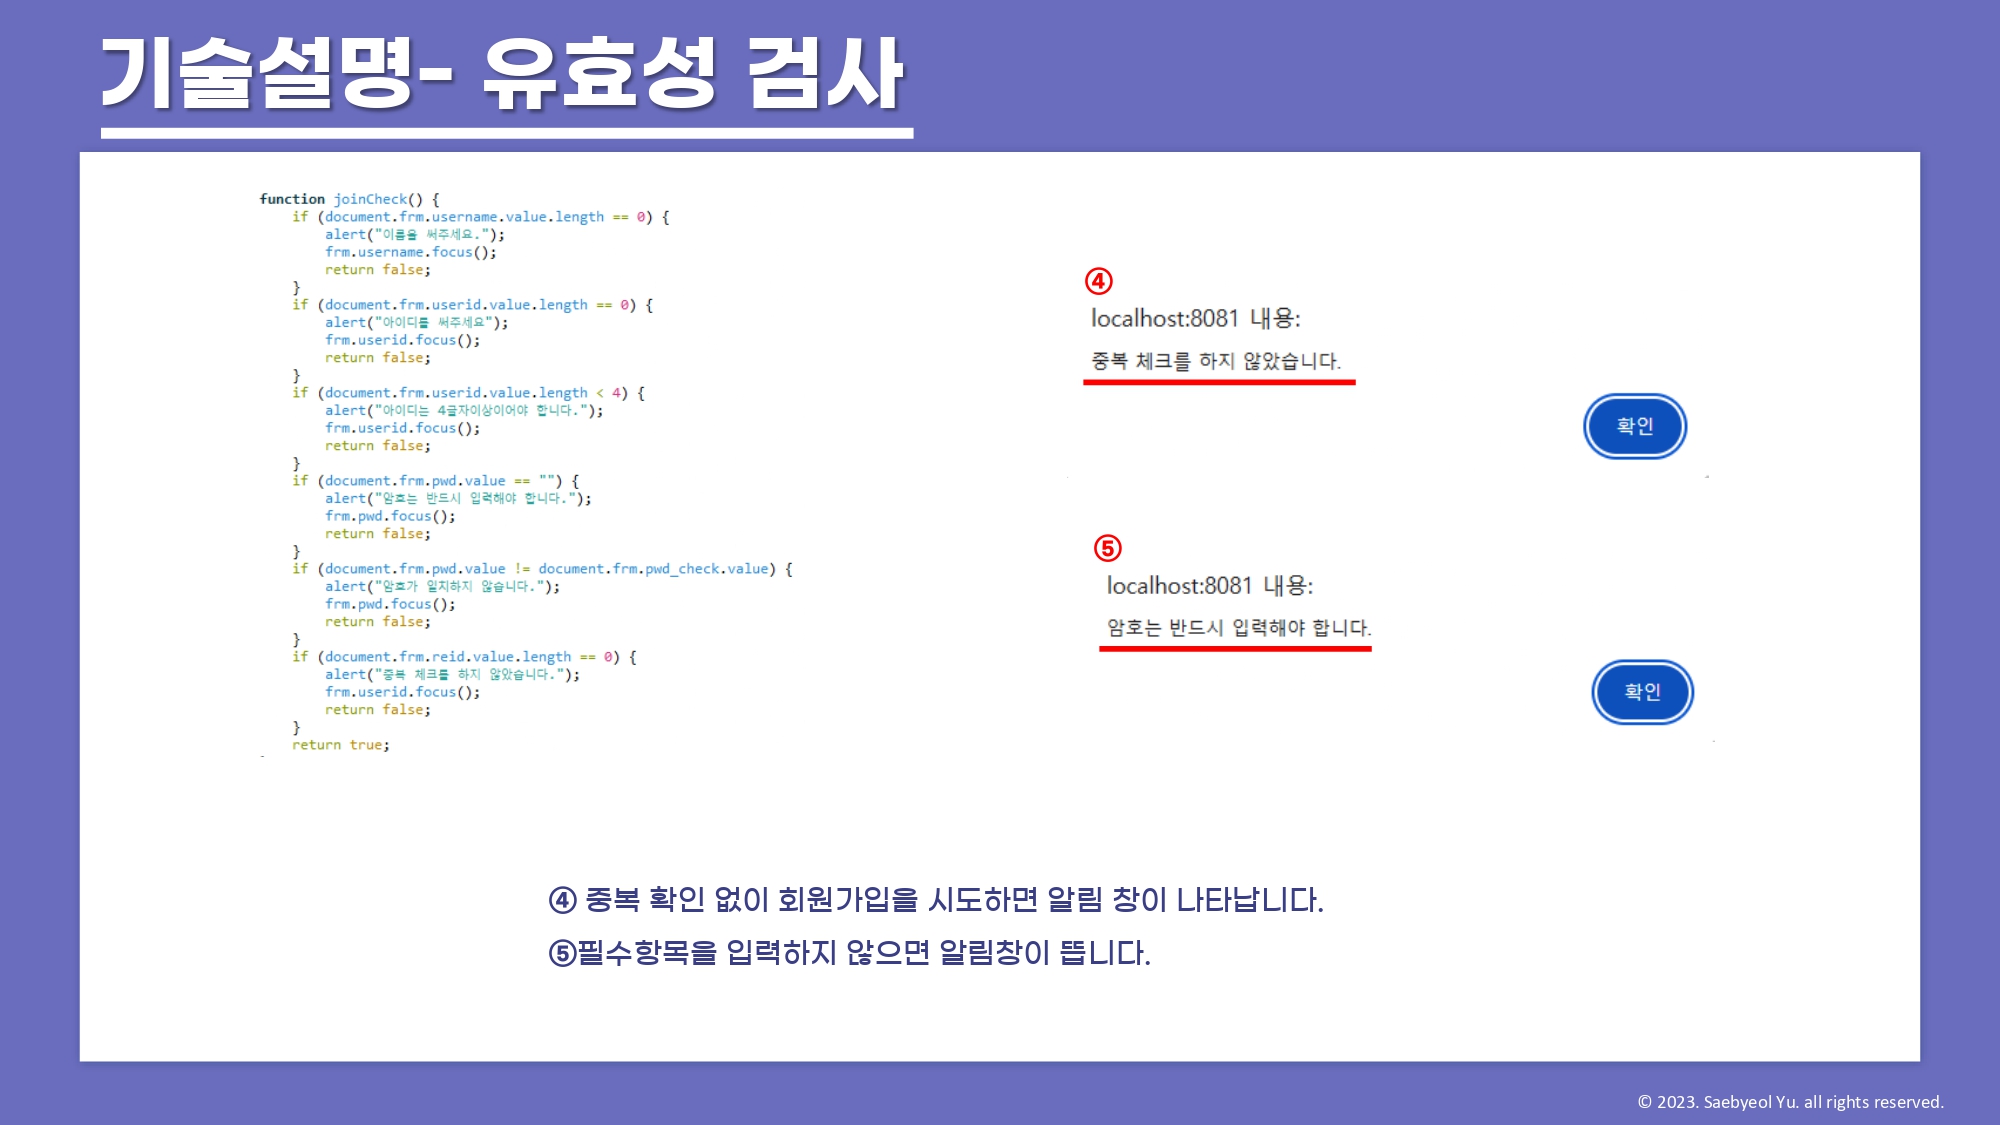 기술설명- 유효성 검사
function joinCheck() {
if (document.frm.username.value.length == 0) {
alert("이름을 써주세요.");
frm.username.focus();
return false;
}
if (document.frm.userid.value.length == 0) {
alert("아이디를 써주세요");
frm.userid.focus();
return false;
}
if (document.frm.userid.value.length < 4) {
alert("아이디는 4글자이상이어야 합니다.");
frm.userid.focus();
return false;
}
if (document.frm.pwd.value == "") {
alert("암호는 반드시 입력해야 합니다.");
frm.pwd.focus();
return false;
}
if (document.frm.pwd.value != document.frm.pwd_check.value) {
alert("암호가 일치하지 않습니다.");
frm.pwd.focus();
return false;
}
if (document.frm.reid.value.length == 0) {
alert("중복 체크를 하지 않았습니다.");
frm.userid.focus();
return false;
}
return true;
④
localhost:8081 내용:
중복 체크를 하지 않았습니다.
확인
⑤
localhost:8081 내용:
암호는 반드시 입력해야 합니다.
확인
④ 중복 확인 없이 회원가입을 시도하면 알림 창이 나타납니다.
⑤필수항목을 입력하지 않으면 알림창이 뜹니다.
© 2023. Saebyeol Yu. all rights reserved.